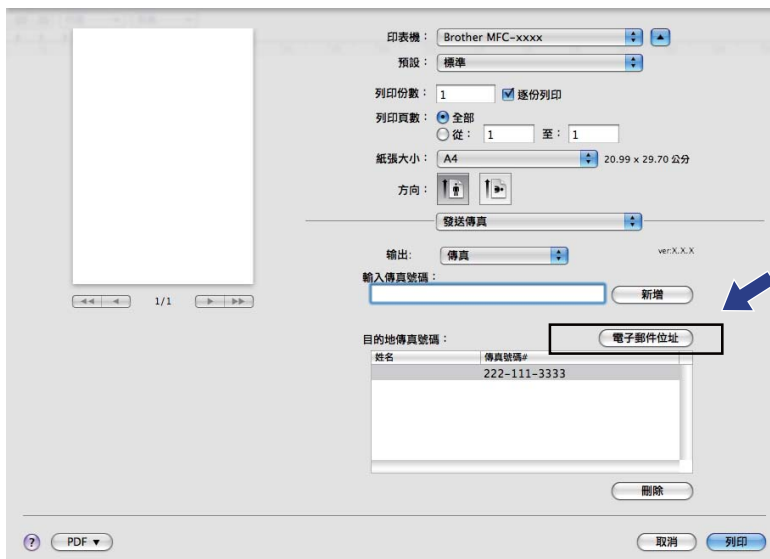 印表機： Brother MFC-xxxx
預設： 標準
列印份數： 1 逐份列印
列印頁數： 全部
從： 1 至： 1
紙張大小： A4 20.99 x 29.70 公分
方向：
發送傳真
输出: 傳真 ver:X.X.X
輸入傳真號碼：
新增
1/1
目的地傳真號碼： 電子郵件位址
姓名 傳真號碼#
222-111-3333
刪除
? PDF ▼ 取消 列印